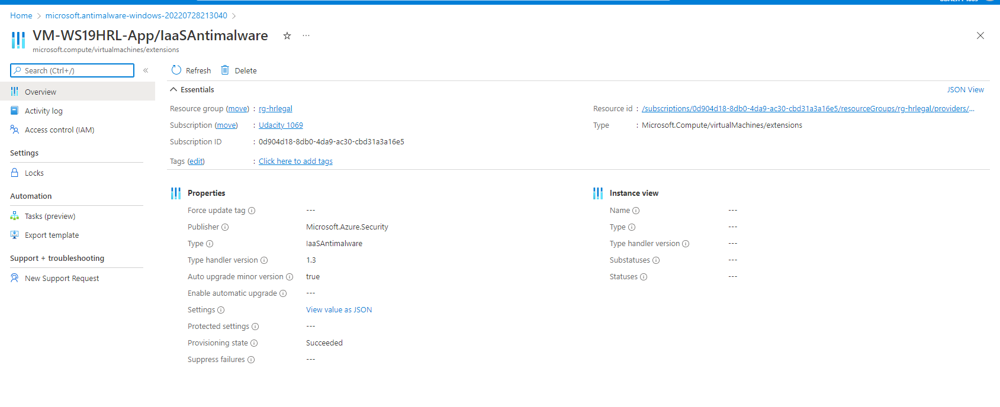 Home > microsoft.antimalware-windows-20220728213040 >
VM-WS19HRL-App/IaaSAntimalware
microsoft.compute/virtualmachines/extensions
Search (Ctrl+/)
«
Refresh
Delete
Overview
Activity log
Access control (IAM)
Settings
Locks
Automation
Tasks (preview)
Export template
Support + troubleshooting
New Support Request
Essentials
JSON View
Resource group (move) : rg-hrlegal
Subscription (move) : Udacity 1069
Subscription ID : 0d904d18-8db0-4da9-ac30-cbd31a3a16e5
Tags (edit) : Click here to add tags
Resource id : /subscriptions/0d904d18-8db0-4da9-ac30-cbd31a3a16e5/resourceGroups/rg-hrlegal/providers/...
Type : Microsoft.Compute/virtualMachines/extensions
Properties
Force update tag ---
Publisher Microsoft.Azure.Security
Type IaaSAntimalware
Type handler version 1.3
Auto upgrade minor version true
Enable automatic upgrade ---
Settings View value as JSON
Protected settings ---
Provisioning state Succeeded
Suppress failures ---
Instance view
Name ---
Type ---
Type handler version ---
Substatuses ---
Statuses ---